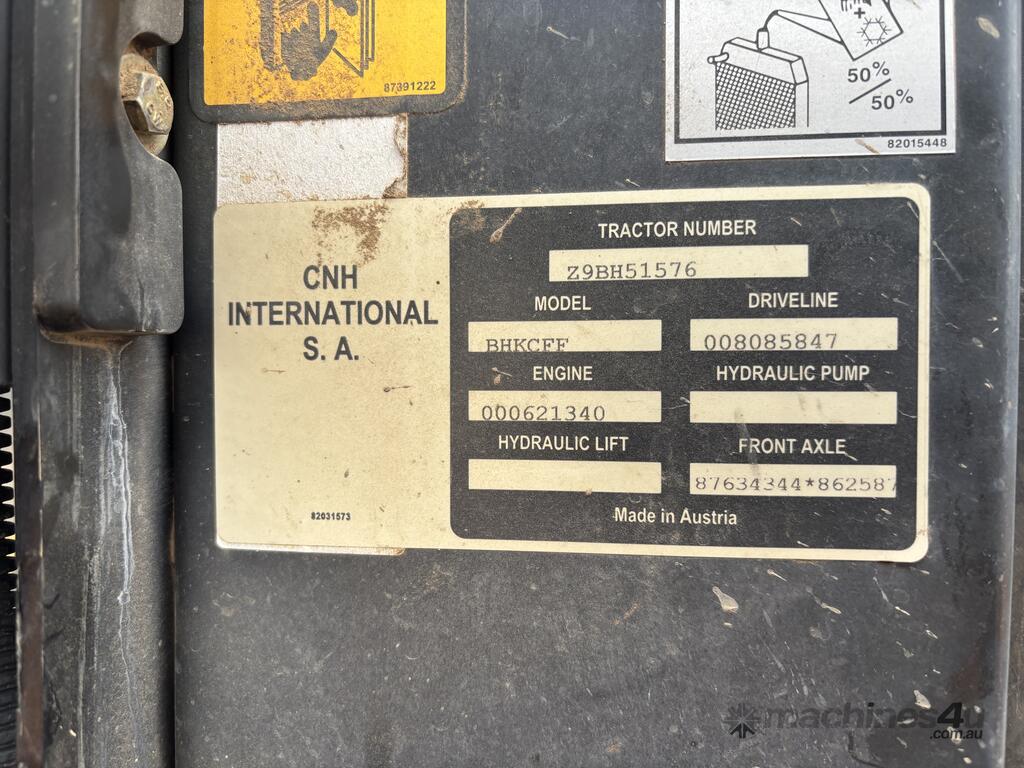 87391222
50%
50%
82015448
CNH
INTERNATIONAL
S. A.
82031573
TRACTOR NUMBER
Z9BH51576
MODEL
BHKCFF
DRIVELINE
008085847
ENGINE
000621340
HYDRAULIC PUMP
HYDRAULIC LIFT
FRONT AXLE
87634344*862587
Made in Austria
machines4u
.com.au